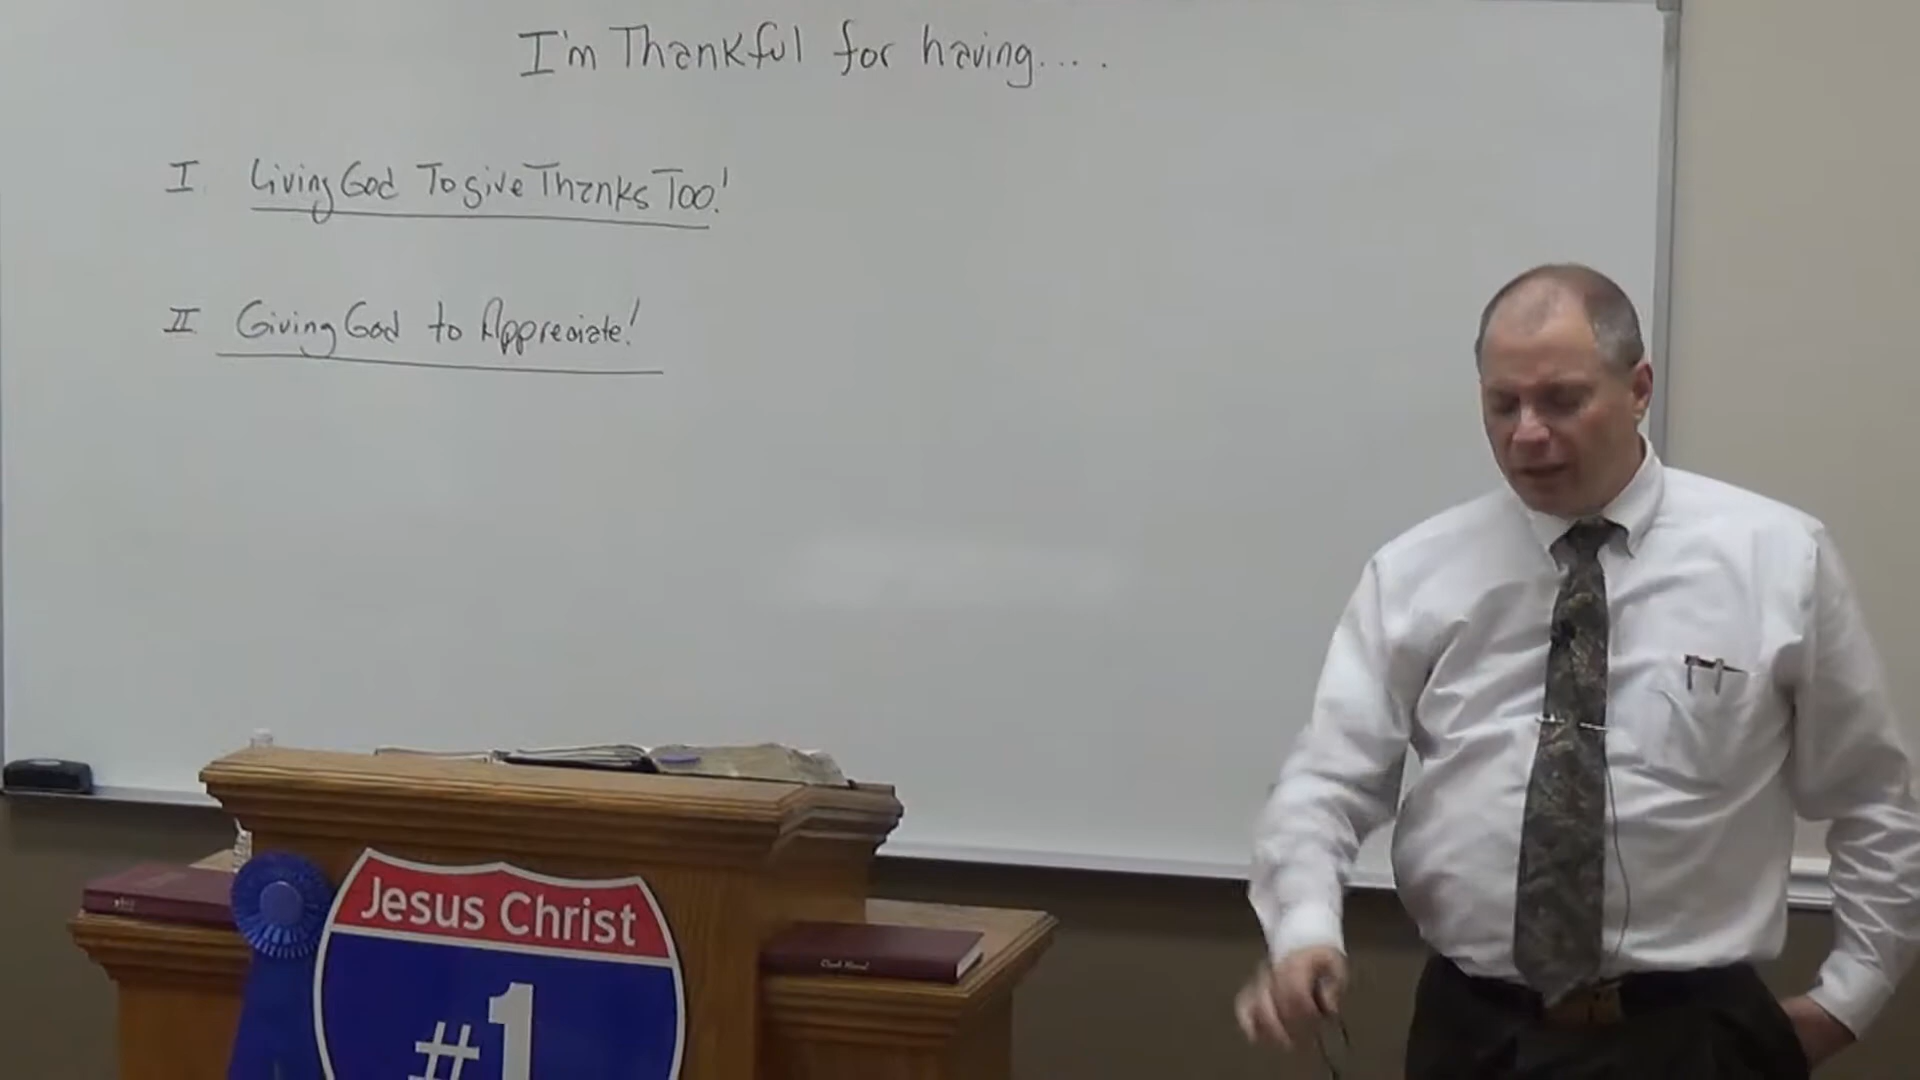 I'm Thankful for having....
I Living God To give Thanks Too!
II Giving God to Appreciate!
Jesus Christ
#1